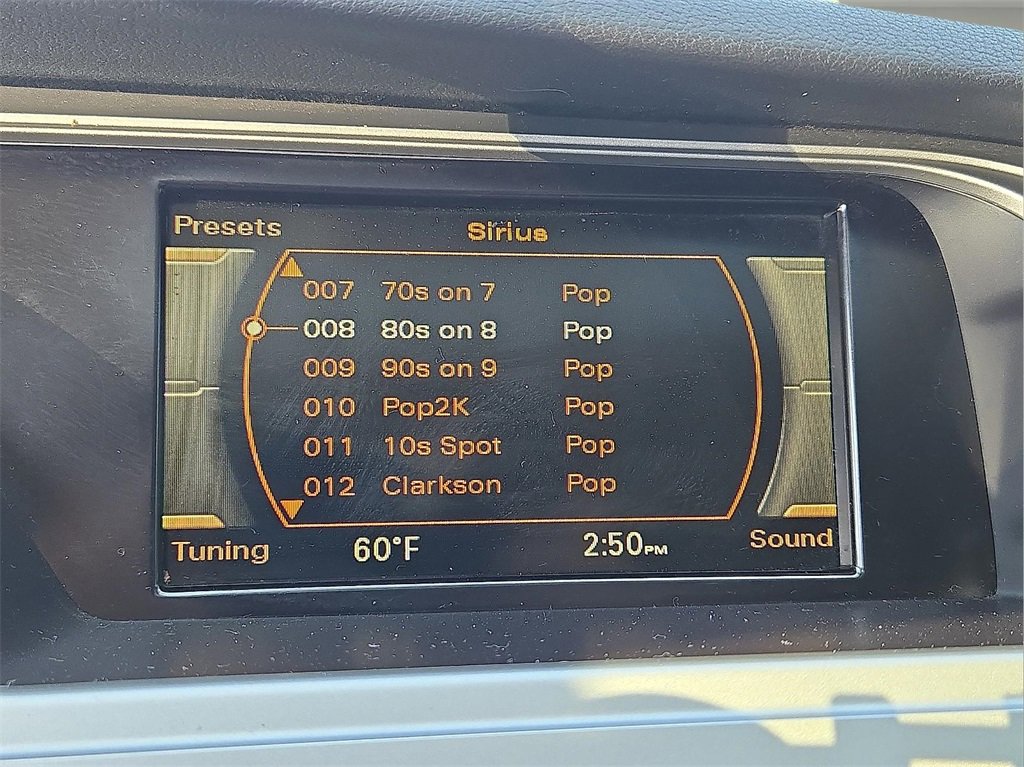 Presets Sirius
007 70s on 7 Pop
008 80s on 8 Pop
009 90s on 9 Pop
010 Pop2K Pop
011 10s Spot Pop
012 Clarkson Pop
Tuning 60°F 2:50PM Sound